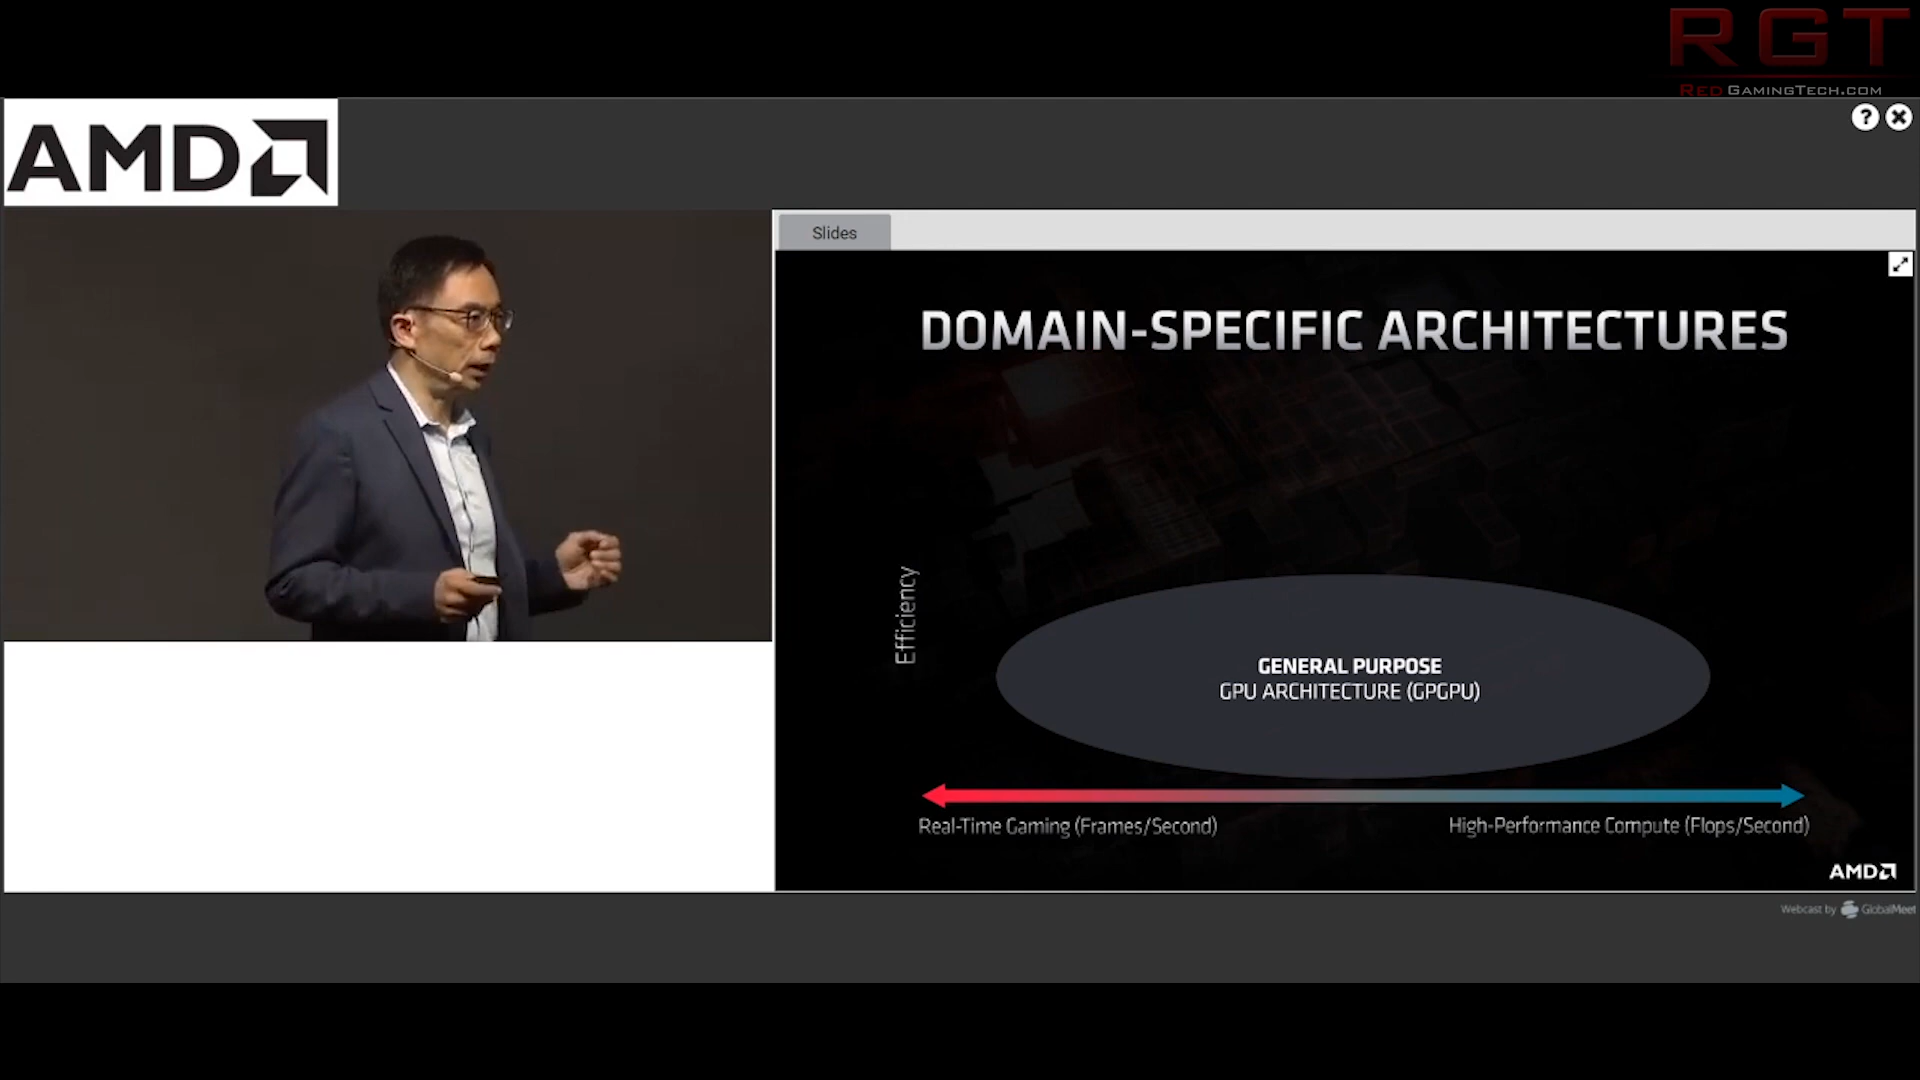 RGT
RED GAMINGTECH.COM
AMD
?
Slides
DOMAIN-SPECIFIC ARCHITECTURES
Efficiency
GENERAL PURPOSE
GPU ARCHITECTURE (GPGPU)
Real-Time Gaming (Frames/Second)
High-Performance Compute (Flops/Second)
AMD
Webcast by GlobalMeet